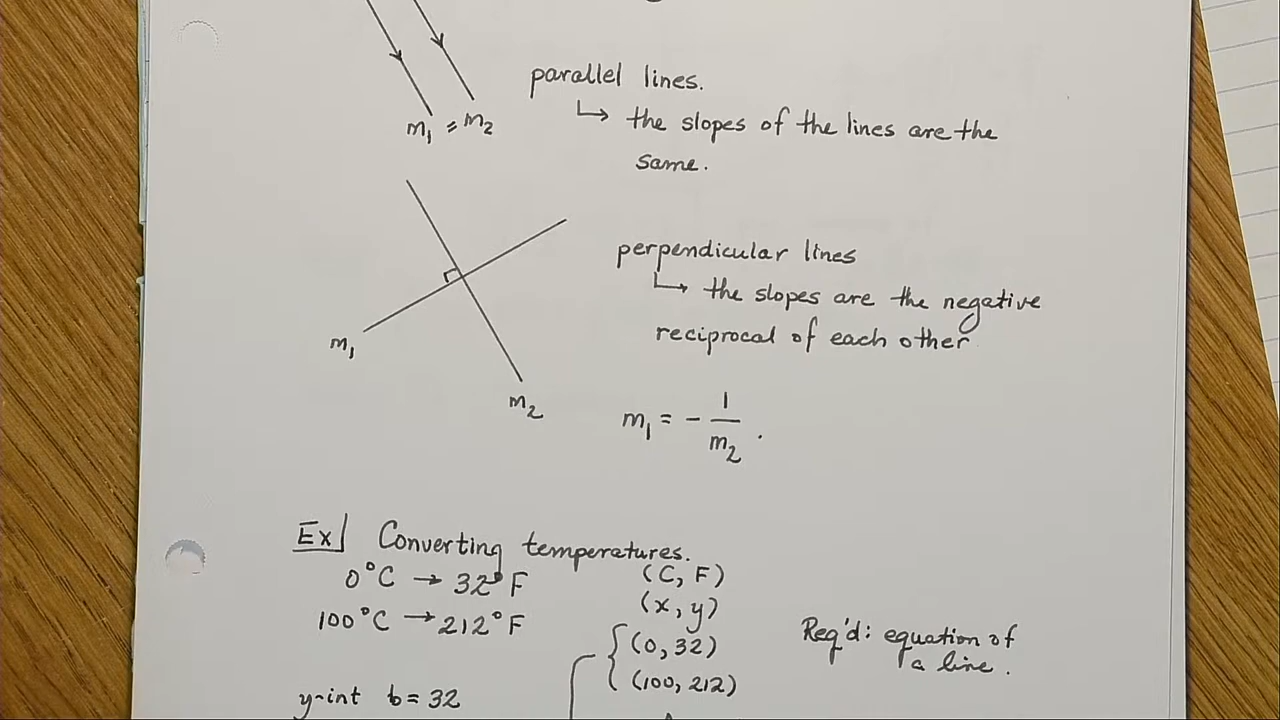 m₁ = m₂
parallel lines.
↳ the slopes of the lines are the
same.
perpendicular lines
↳ the slopes are the negative
reciprocal of each other
m₁
m₂
m₁ = - 1/m₂ .
Ex| Converting temperatures.
0°C → 32°F
100°C → 212°F
(C, F)
(x, y)
(0, 32)
(100, 212)
Req'd: equation of
a line.
y-int b = 32